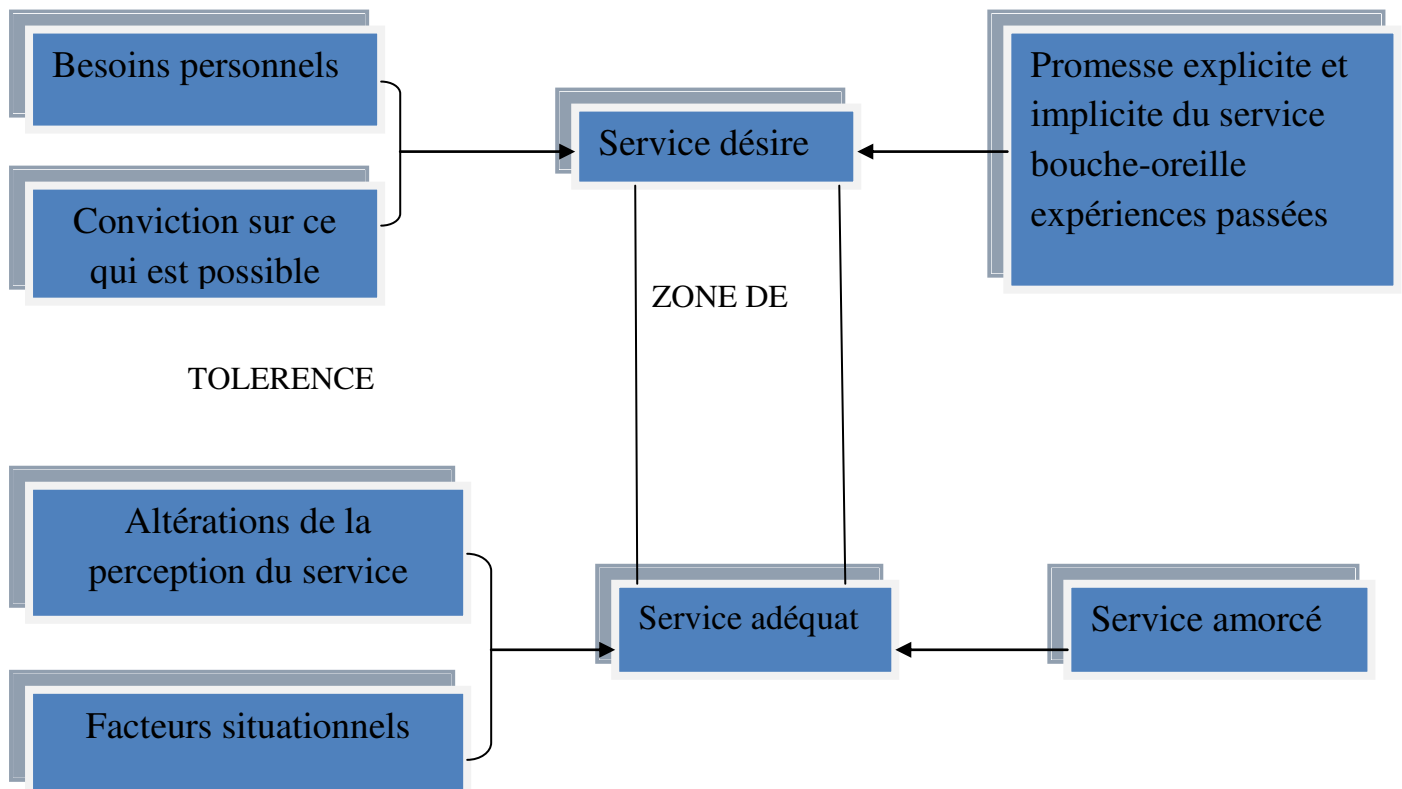 Besoins personnels
Conviction sur ce
qui est possible
Service désire
Promesse explicite et
implicite du service
bouche-oreille
expériences passées
ZONE DE
TOLERENCE
Altérations de la
perception du service
Facteurs situationnels
Service adéquat
Service amorcé